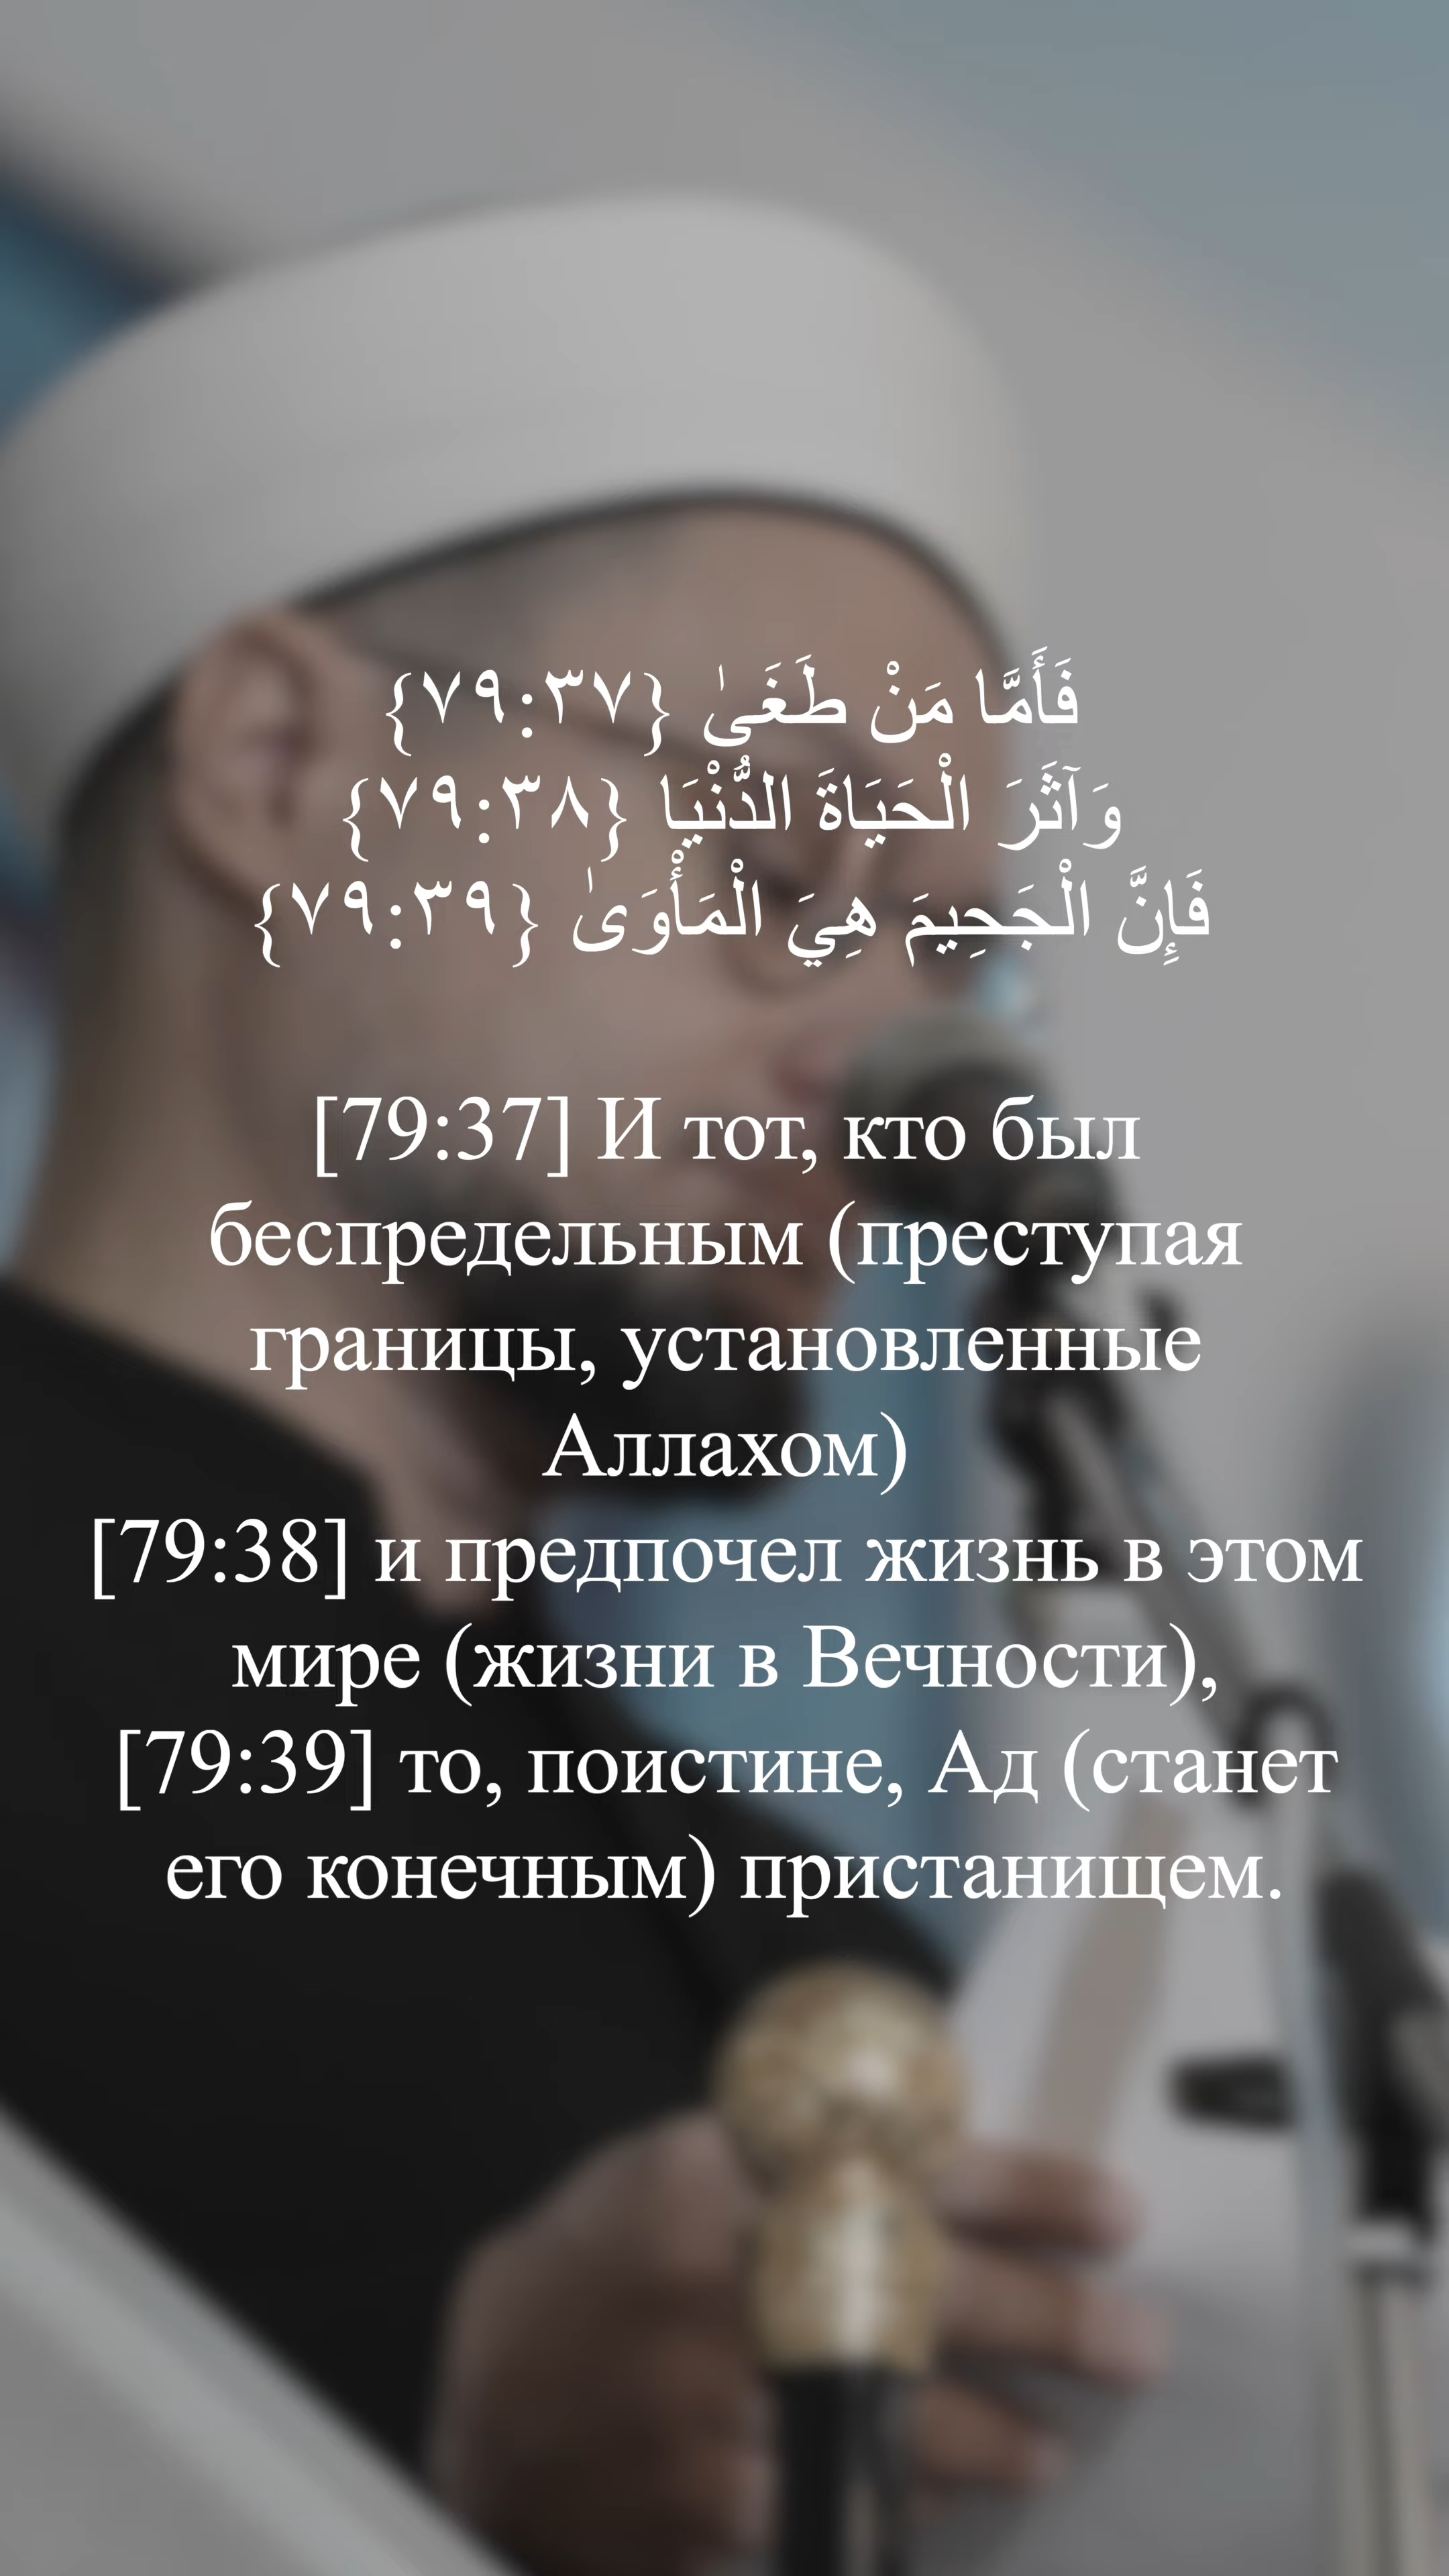 فَأَمَّا مَنْ طَغَىٰ {٧٩:٣٧}
وَآثَرَ الْحَيَاةَ الدُّنْيَا {٧٩:٣٨}
فَإِنَّ الْجَحِيمَ هِيَ الْمَأْوَىٰ {٧٩:٣٩}
[79:37] И тот, кто был
беспредельным (преступая
границы, установленные
Аллахом)
[79:38] и предпочел жизнь в этом
мире (жизни в Вечности),
[79:39] то, поистине, Ад (станет
его конечным) пристанищем.